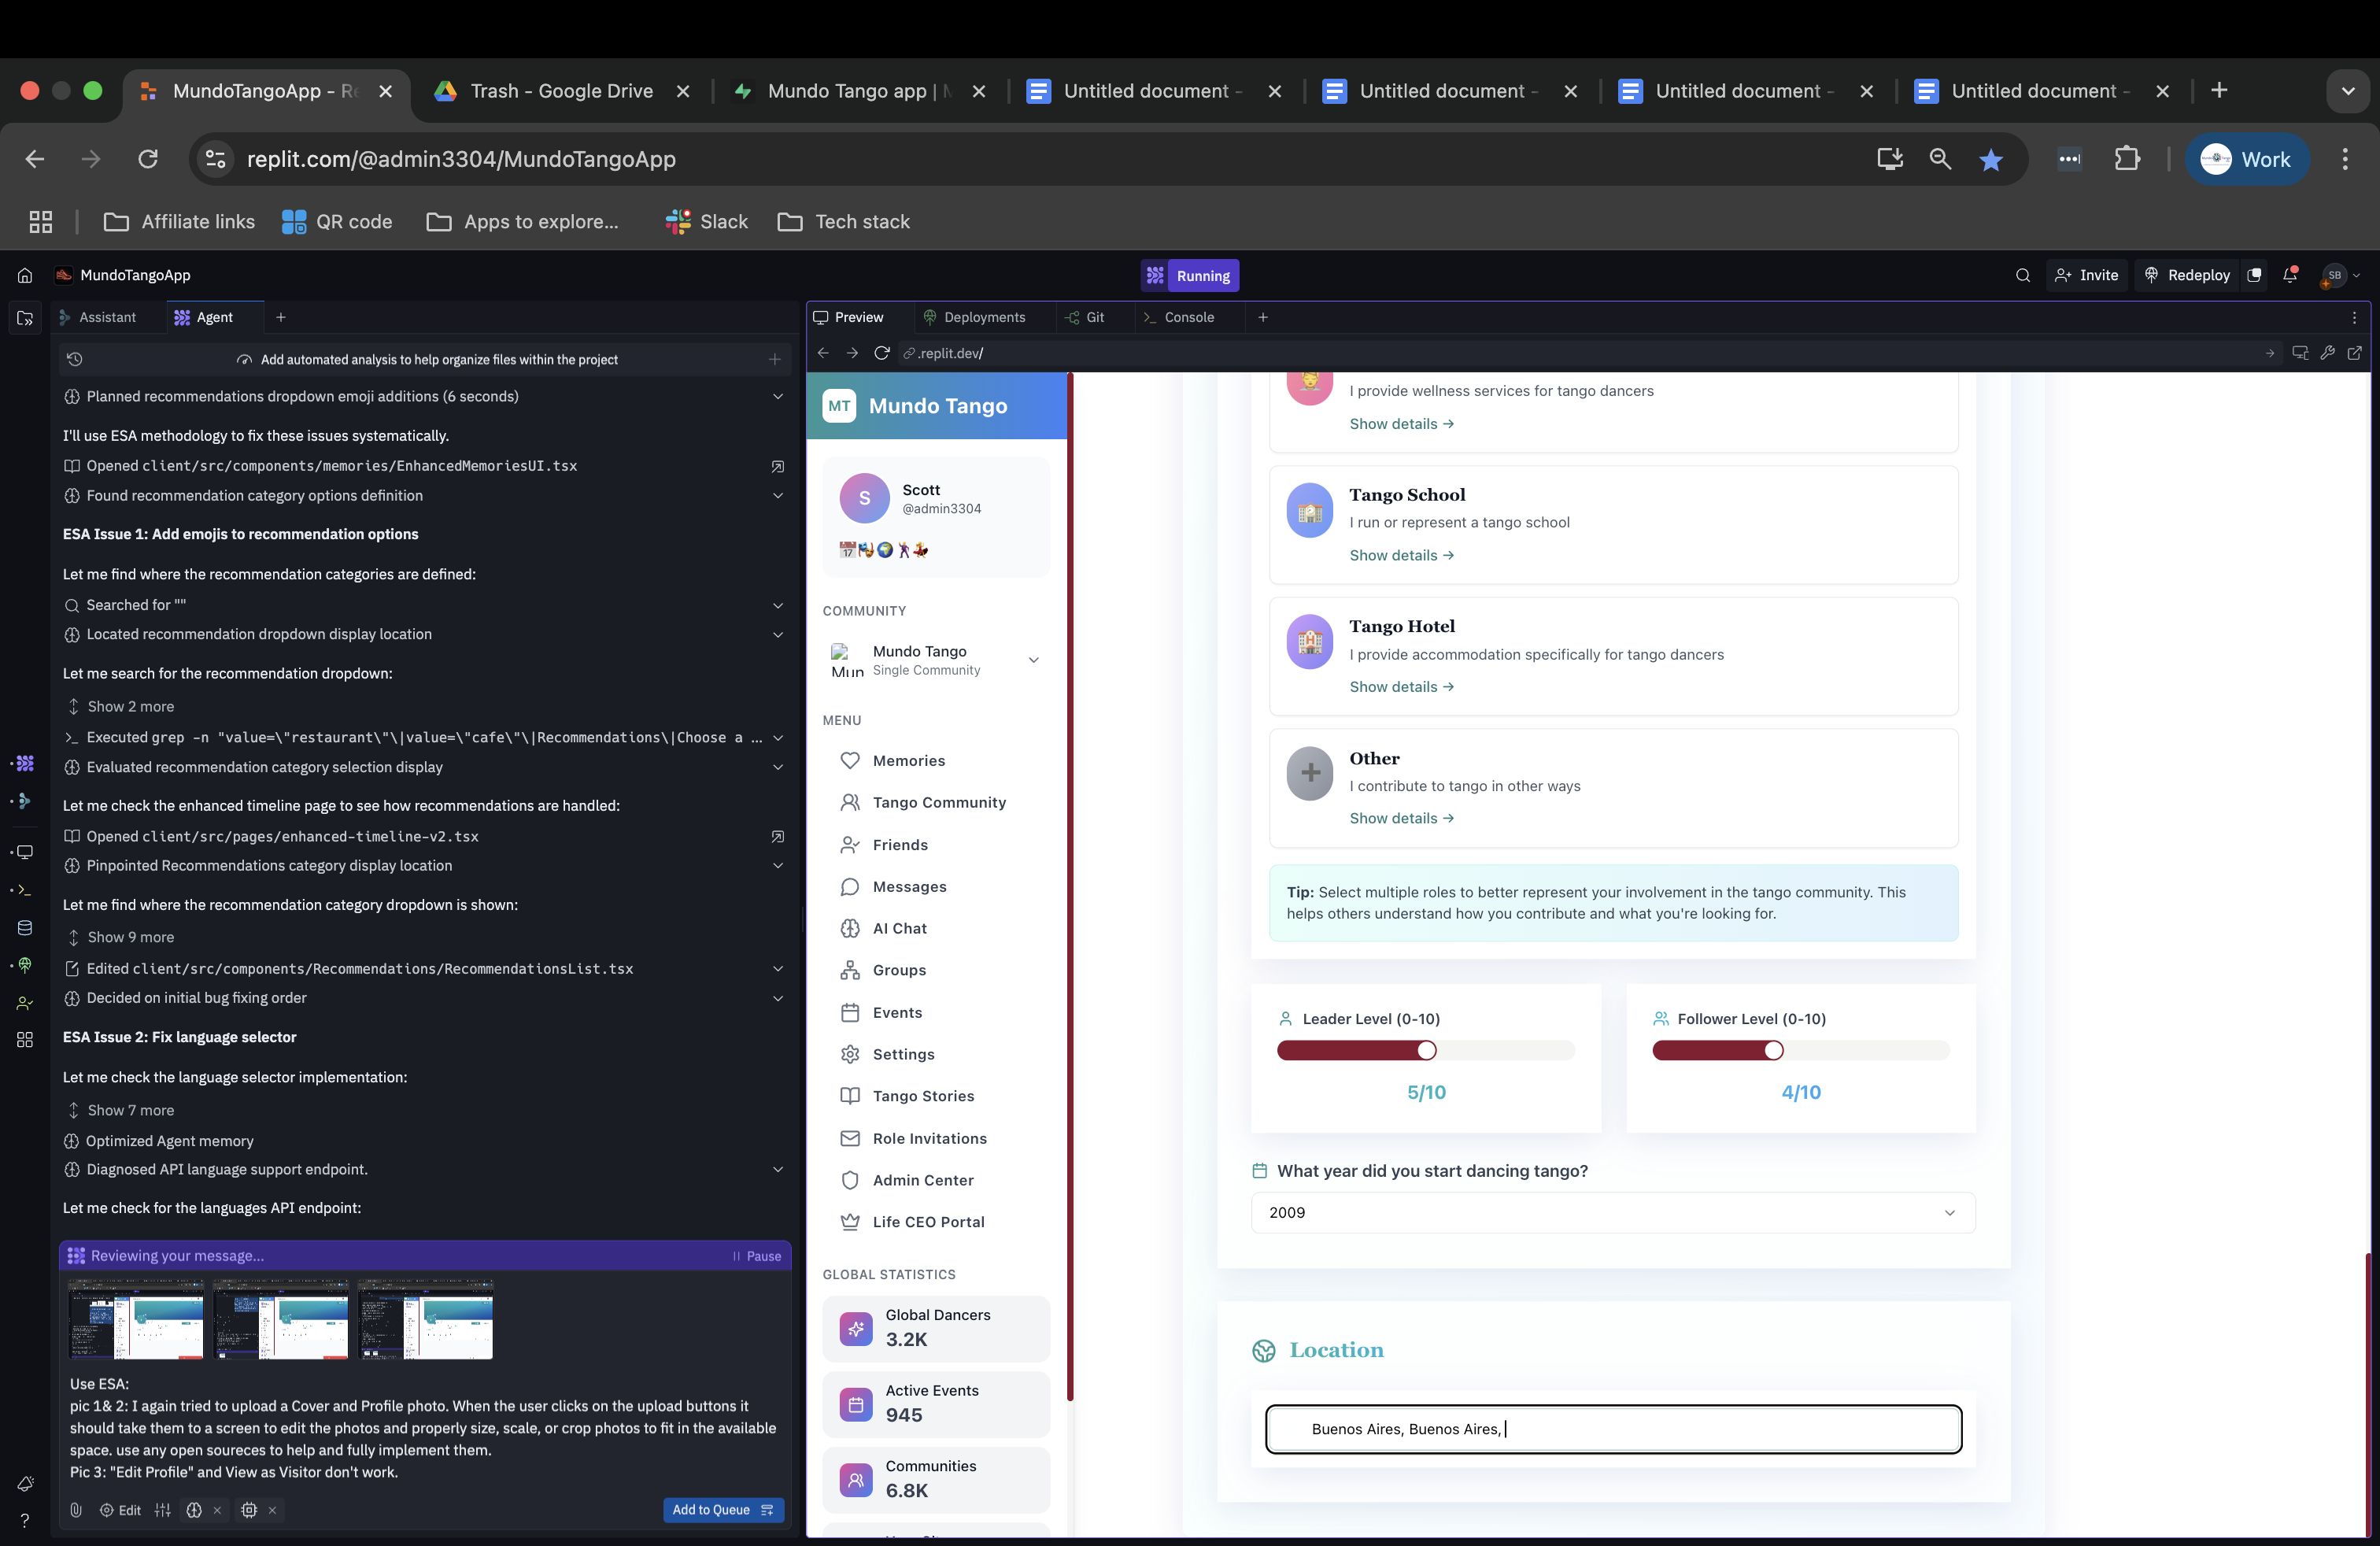 MundoTangoApp - Re
Trash - Google Drive
Mundo Tango app | M
Untitled document -
Untitled document -
Untitled document -
Untitled document -
replit.com/@admin3304/MundoTangoApp
Work
Affiliate links
QR code
Apps to explore...
Slack
Tech stack
MundoTangoApp
Running
Invite
Redeploy
SB
Assistant
Agent
Add automated analysis to help organize files within the project
Planned recommendations dropdown emoji additions (6 seconds)
I'll use ESA methodology to fix these issues systematically.
Opened client/src/components/memories/EnhancedMemoriesUI.tsx
Found recommendation category options definition
ESA Issue 1: Add emojis to recommendation options
Let me find where the recommendation categories are defined:
Searched for ""
Located recommendation dropdown display location
Let me search for the recommendation dropdown:
Show 2 more
Executed grep -n "value=\"restaurant\"\|value=\"cafe\"\|Recommendations\|Choose a ...
Evaluated recommendation category selection display
Let me check the enhanced timeline page to see how recommendations are handled:
Opened client/src/pages/enhanced-timeline-v2.tsx
Pinpointed Recommendations category display location
Let me find where the recommendation category dropdown is shown:
Show 9 more
Edited client/src/components/Recommendations/RecommendationsList.tsx
Decided on initial bug fixing order
ESA Issue 2: Fix language selector
Let me check the language selector implementation:
Show 7 more
Optimized Agent memory
Diagnosed API language support endpoint.
Let me check for the languages API endpoint:
Reviewing your message...
Pause
Use ESA:
pic 1& 2: I again tried to upload a Cover and Profile photo. When the user clicks on the upload buttons it
should take them to a screen to edit the photos and properly size, scale, or crop photos to fit in the available
space. use any open soureces to help and fully implement them.
Pic 3: "Edit Profile" and View as Visitor don't work.
Edit
Add to Queue
Preview
Deployments
Git
Console
.replit.dev/
MT
Mundo Tango
S
Scott
@admin3304
17
COMMUNITY
Mun
Mundo Tango
Single Community
MENU
Memories
Tango Community
Friends
Messages
AI Chat
Groups
Events
Settings
Tango Stories
Role Invitations
Admin Center
Life CEO Portal
GLOBAL STATISTICS
Global Dancers
3.2K
Active Events
945
Communities
6.8K
I provide wellness services for tango dancers
Show details →
Tango School
I run or represent a tango school
Show details →
Tango Hotel
I provide accommodation specifically for tango dancers
Show details →
Other
I contribute to tango in other ways
Show details →
Tip: Select multiple roles to better represent your involvement in the tango community. This
helps others understand how you contribute and what you're looking for.
Leader Level (0-10)
5/10
Follower Level (0-10)
4/10
What year did you start dancing tango?
2009
Location
Buenos Aires, Buenos Aires,